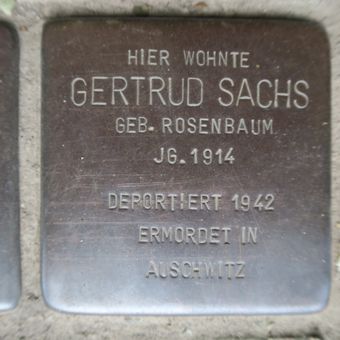 HIER WOHNTE
GERTRUD SACHS
GEB. ROSENBAUM
JG. 1914
DEPORTIERT 1942
ERMORDET IN
AUSCHWITZ